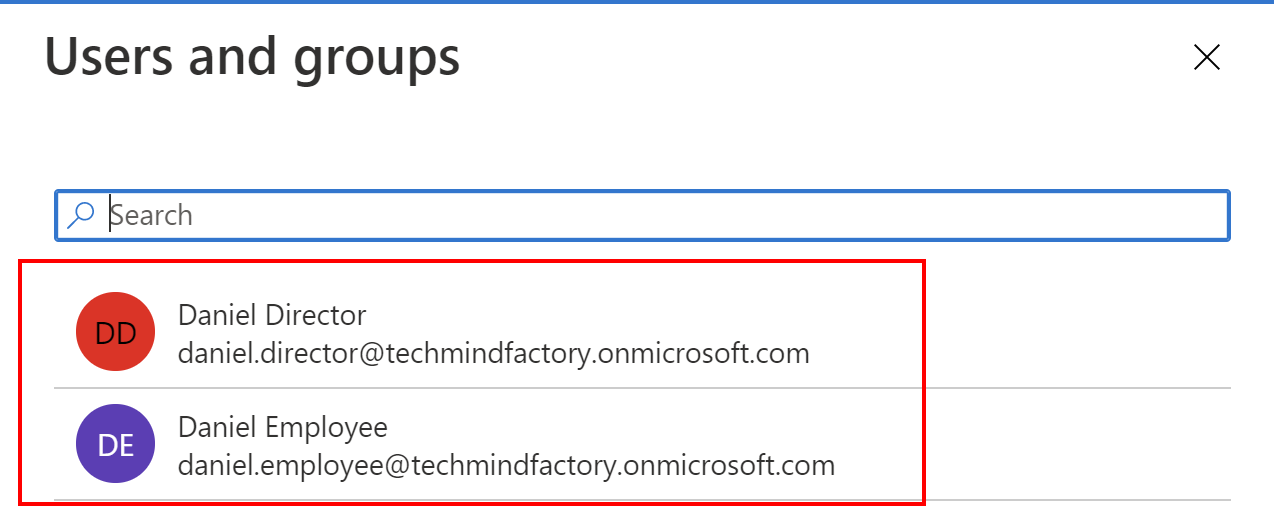 Users and groups
Search
DD
Daniel Director
daniel.director@techmindfactory.onmicrosoft.com
DE
Daniel Employee
daniel.employee@techmindfactory.onmicrosoft.com